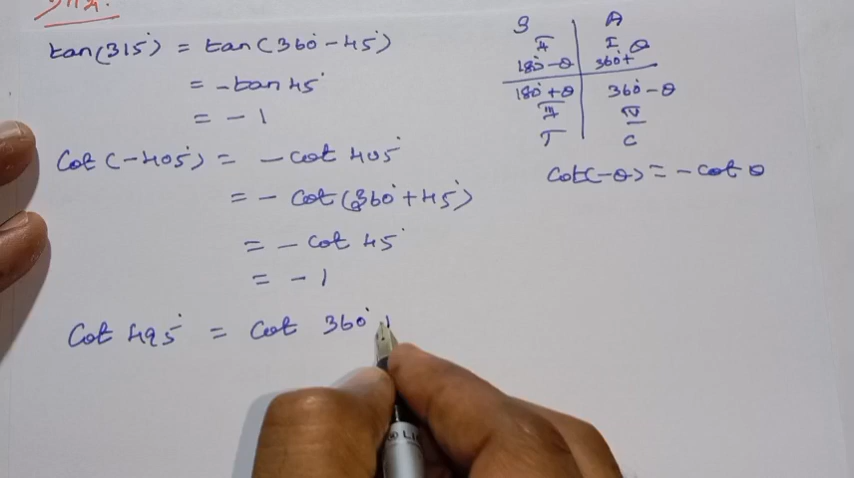 tan(315°) = tan(360° - 45°)
= - tan 45°
= - 1
cot(-405°) = - cot 405°
= - cot(360° + 45°)
= - cot 45°
= - 1
cot 495° = cot 360°
S A
II I θ
180° - θ 360° +
180° + θ 360° - θ
III IV
T C
cot(-θ) = - cot θ